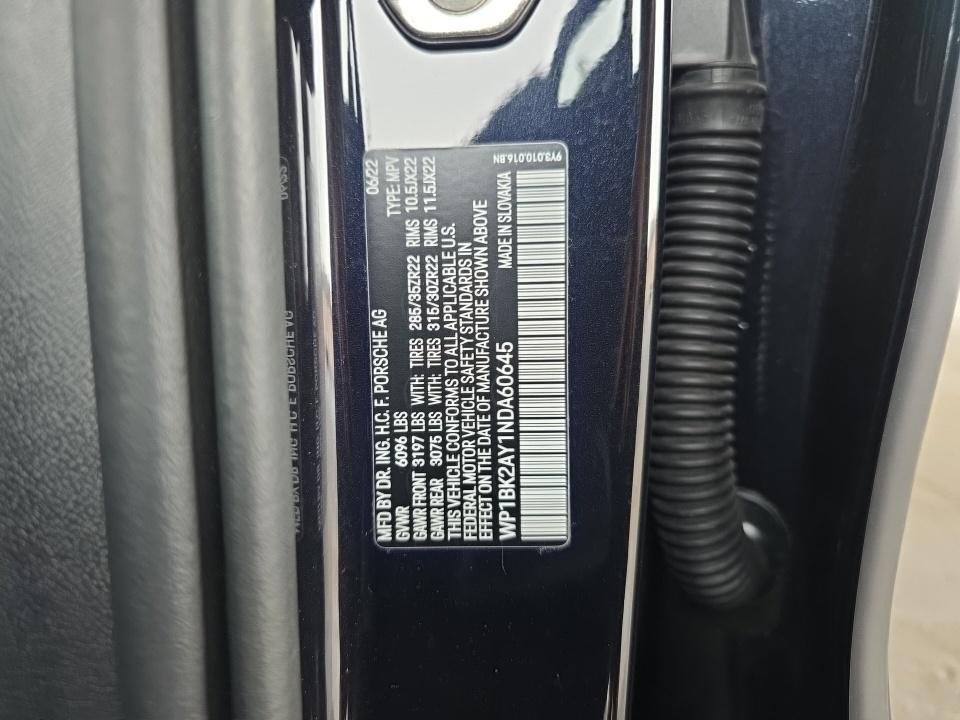 06/22
MFD BY DR. ING. H.C. F. PORSCHE AG
GVWR 6096 LBS TYPE: MPV
GAWR FRONT 3197 LBS WITH: TIRES 285/35ZR22 RIMS 10.5JX22
GAWR REAR 3075 LBS WITH: TIRES 315/30ZR22 RIMS 11.5JX22
THIS VEHICLE CONFORMS TO ALL APPLICABLE U.S.
FEDERAL MOTOR VEHICLE SAFETY STANDARDS IN
EFFECT ON THE DATE OF MANUFACTURE SHOWN ABOVE
WP1BK2AY1NDA60645 MADE IN SLOVAKIA
9Y3.010.016.BN